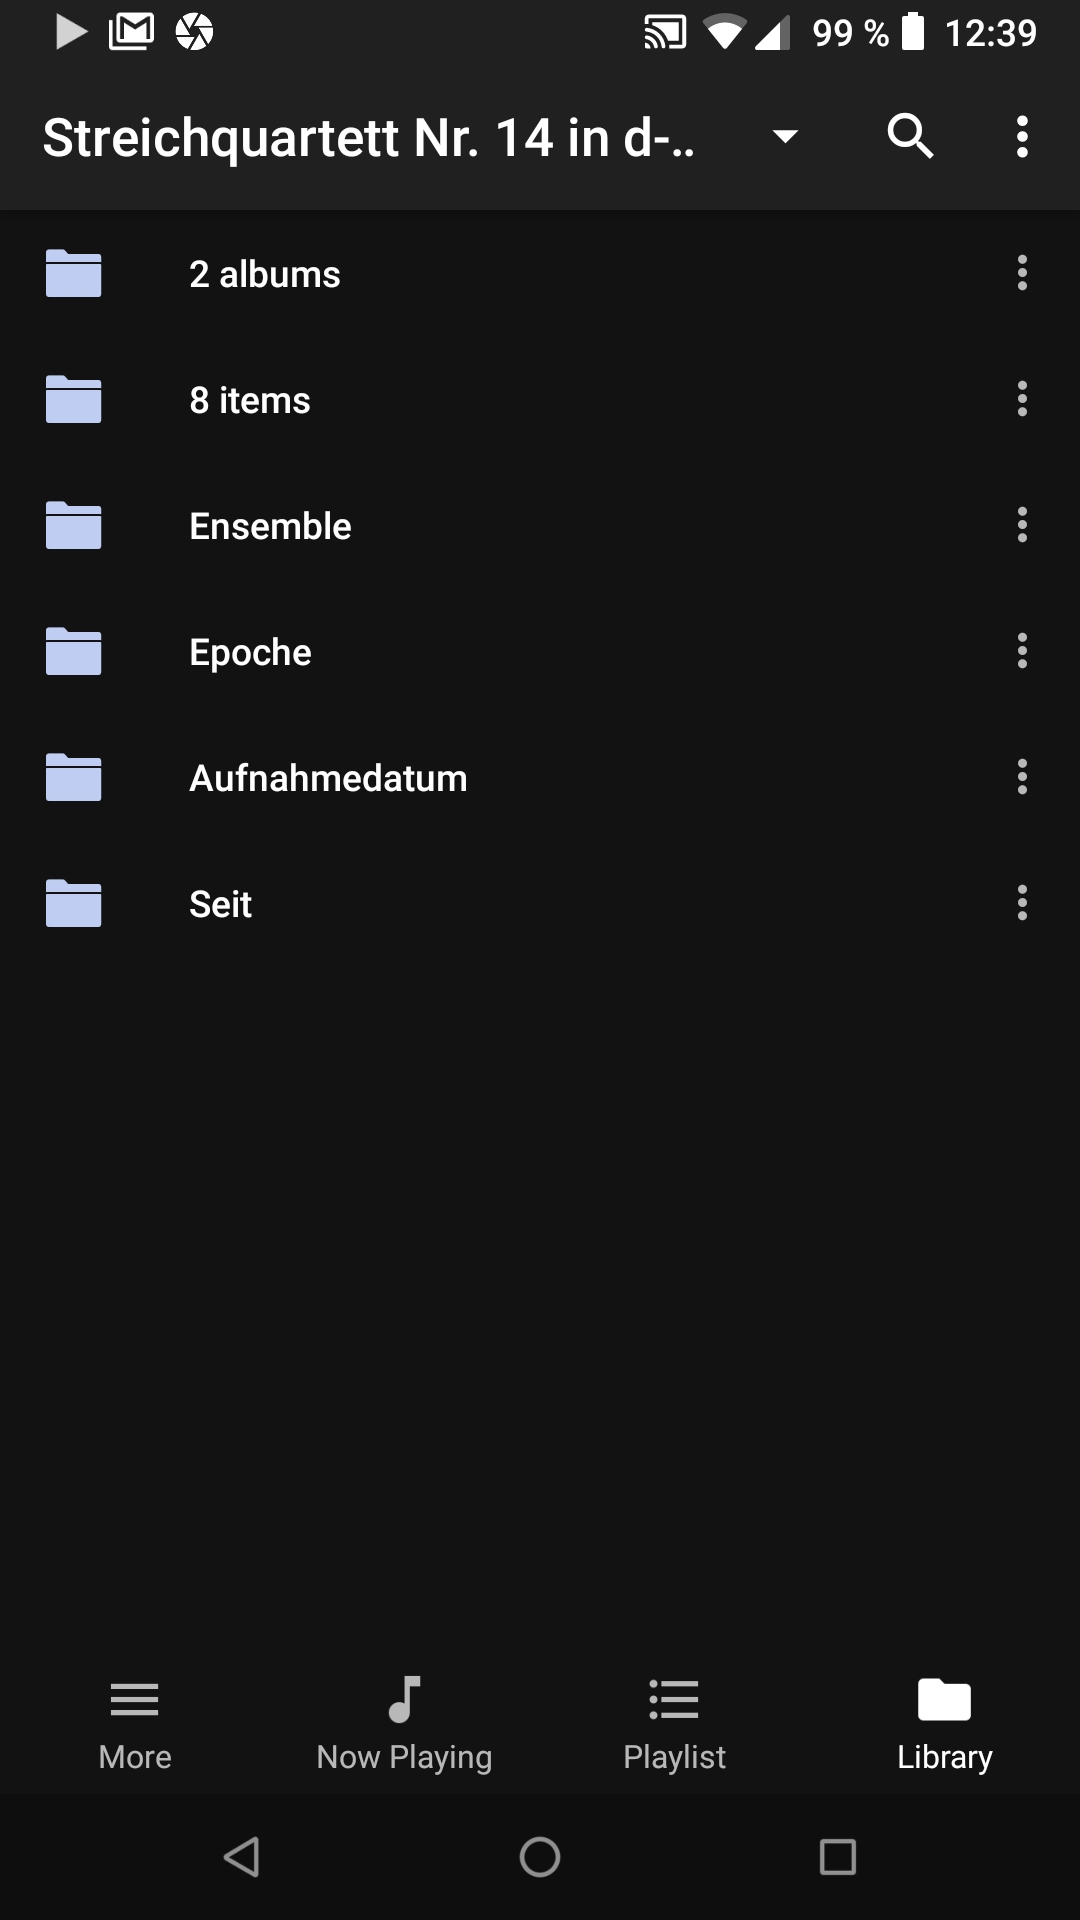 99 % 12:39
Streichquartett Nr. 14 in d-..
2 albums
8 items
Ensemble
Epoche
Aufnahmedatum
Seit
More Now Playing Playlist Library